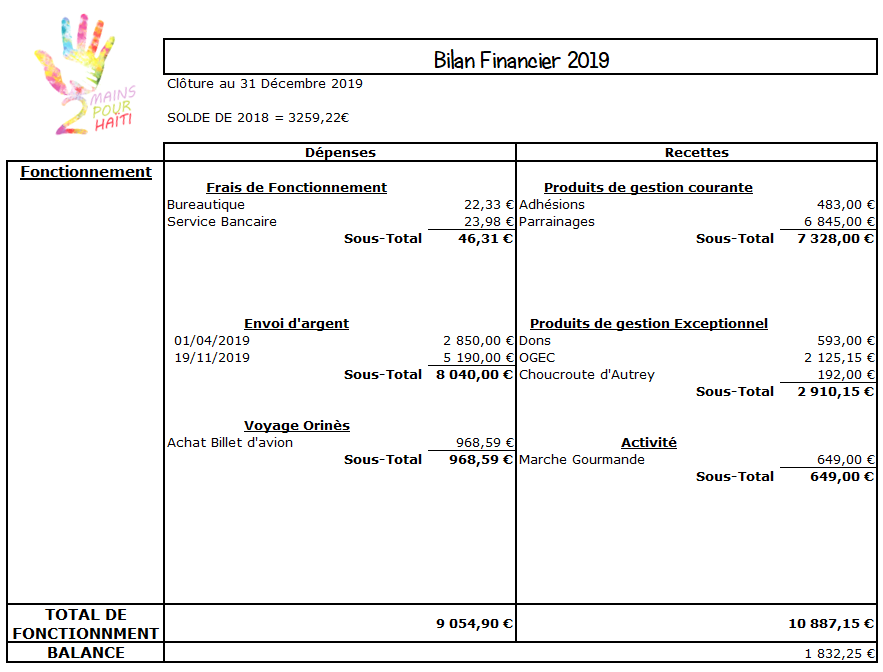 2 MAINS
POUR
HAÏTI
Bilan Financier 2019
Clôture au 31 Décembre 2019
SOLDE DE 2018 = 3259,22€
Dépenses Recettes
Fonctionnement
Frais de Fonctionnement Produits de gestion courante
Bureautique 22,33 € Adhésions 483,00 €
Service Bancaire 23,98 € Parrainages 6 845,00 €
Sous-Total 46,31 € Sous-Total 7 328,00 €
Envoi d'argent Produits de gestion Exceptionnel
01/04/2019 2 850,00 € Dons 593,00 €
19/11/2019 5 190,00 € OGEC 2 125,15 €
Sous-Total 8 040,00 € Choucroute d'Autrey 192,00 €
Sous-Total 2 910,15 €
Voyage Orinès
Achat Billet d'avion 968,59 € Activité
Sous-Total 968,59 € Marche Gourmande 649,00 €
Sous-Total 649,00 €
TOTAL DE
FONCTIONNMENT 9 054,90 € 10 887,15 €
BALANCE 1 832,25 €